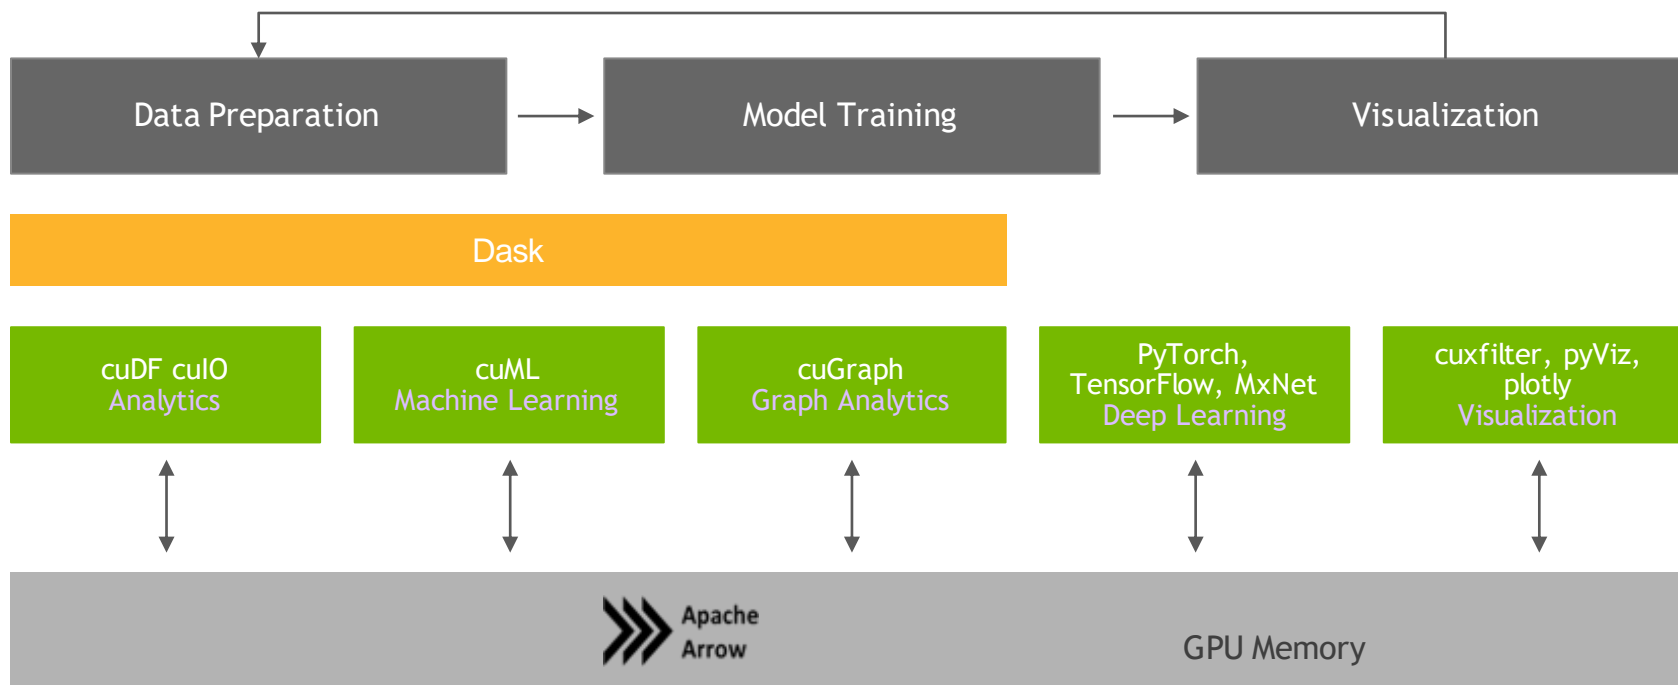 Data Preparation
Model Training
Visualization
Dask
cuDF cuIO
Analytics
cuML
Machine Learning
cuGraph
Graph Analytics
PyTorch,
TensorFlow, MxNet
Deep Learning
cuxfilter, pyViz,
plotly
Visualization
Apache
Arrow
GPU Memory